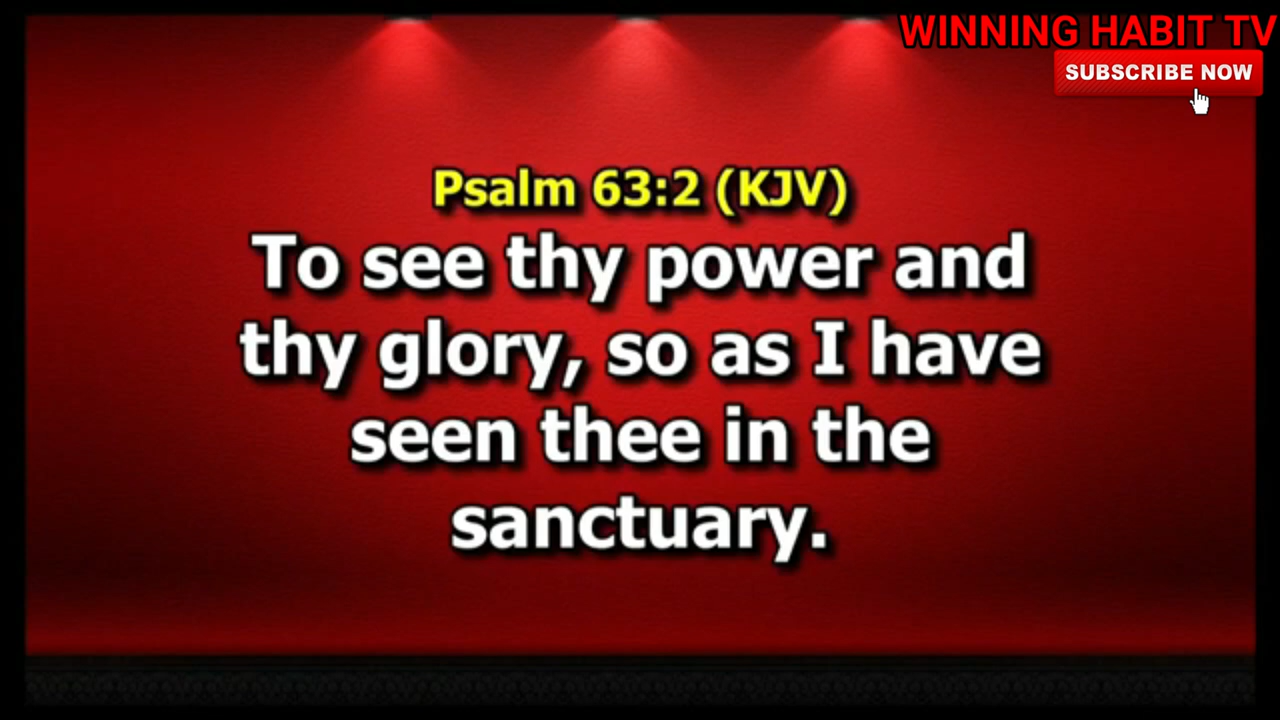 WINNING HABIT TV
SUBSCRIBE NOW
Psalm 63:2 (KJV)
To see thy power and
thy glory, so as I have
seen thee in the
sanctuary.